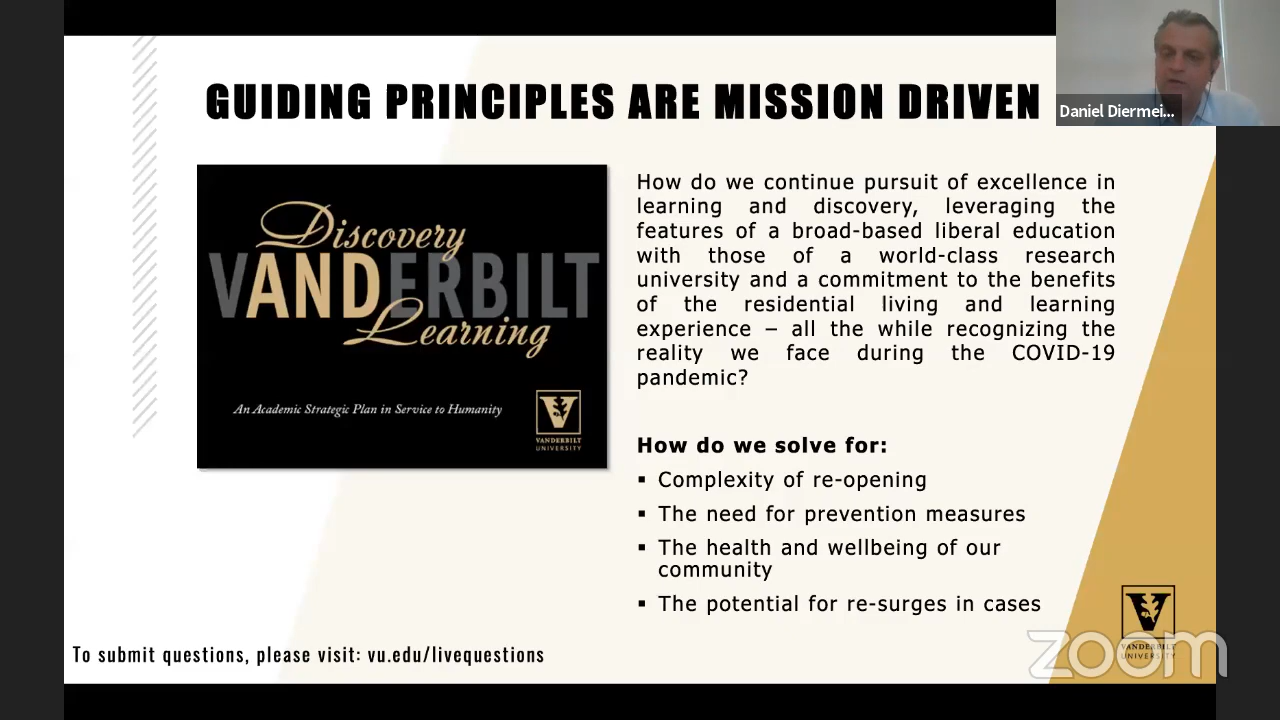 GUIDING PRINCIPLES ARE MISSION DRIVEN
Daniel Diermei...
Discovery
VANDERBILT
Learning
An Academic Strategic Plan in Service to Humanity
V
VANDERBILT
UNIVERSITY
How do we continue pursuit of excellence in
learning and discovery, leveraging the
features of a broad-based liberal education
with those of a world-class research
university and a commitment to the benefits
of the residential living and learning
experience – all the while recognizing the
reality we face during the COVID-19
pandemic?
How do we solve for:
▪ Complexity of re-opening
▪ The need for prevention measures
▪ The health and wellbeing of our
community
▪ The potential for re-surges in cases
V
VANDERBILT
UNIVERSITY
zoom
To submit questions, please visit: vu.edu/livequestions